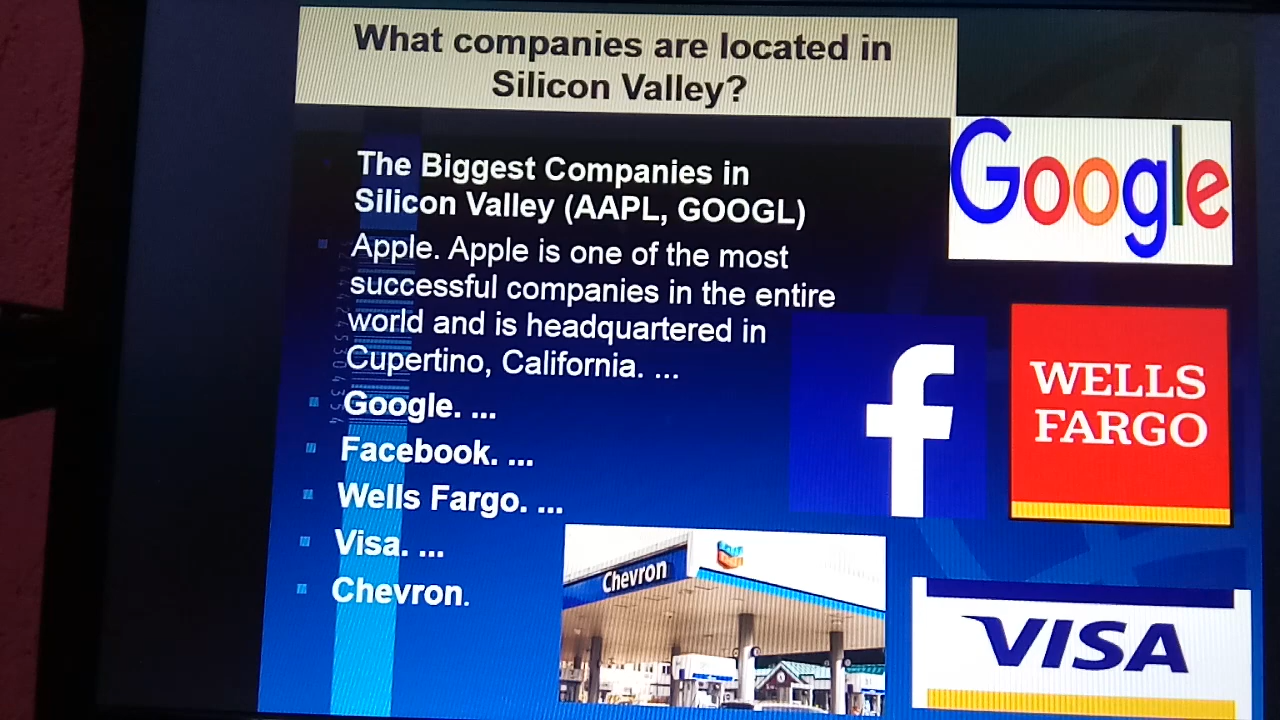 What companies are located in
Silicon Valley?
Google
The Biggest Companies in
Silicon Valley (AAPL, GOOGL)
Apple. Apple is one of the most
successful companies in the entire
world and is headquartered in
Cupertino, California. ...
Google. ...
Facebook. ...
Wells Fargo. ...
Visa. ...
Chevron.
f
WELLS
FARGO
Chevron
VISA